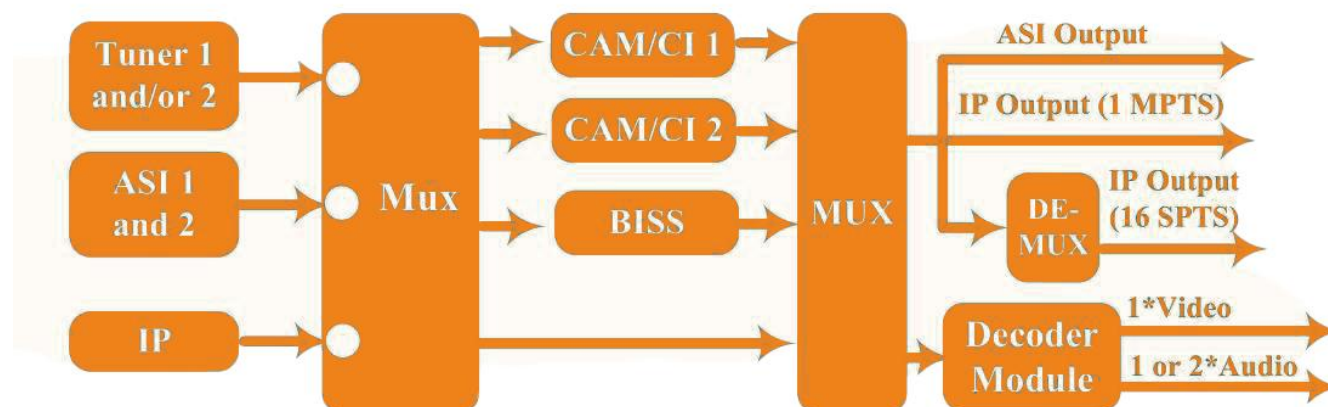 Tuner 1
and/or 2
ASI 1
and 2
IP
Mux
CAM/CI 1
CAM/CI 2
BISS
MUX
ASI Output
IP Output (1 MPTS)
IP Output
(16 SPTS)
DE-
MUX
Decoder
Module
1*Video
1 or 2*Audio